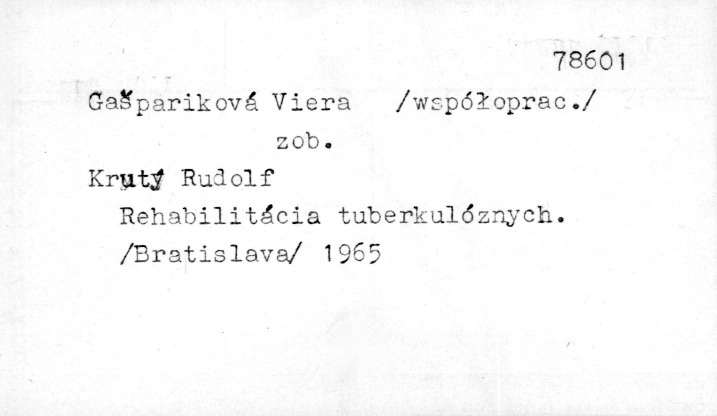 78601
Gašpariková Viera /współoprac./
zob.
Krutý Rudolf
Rehabilitácia tuberkulóznych.
/Bratislava/ 1965